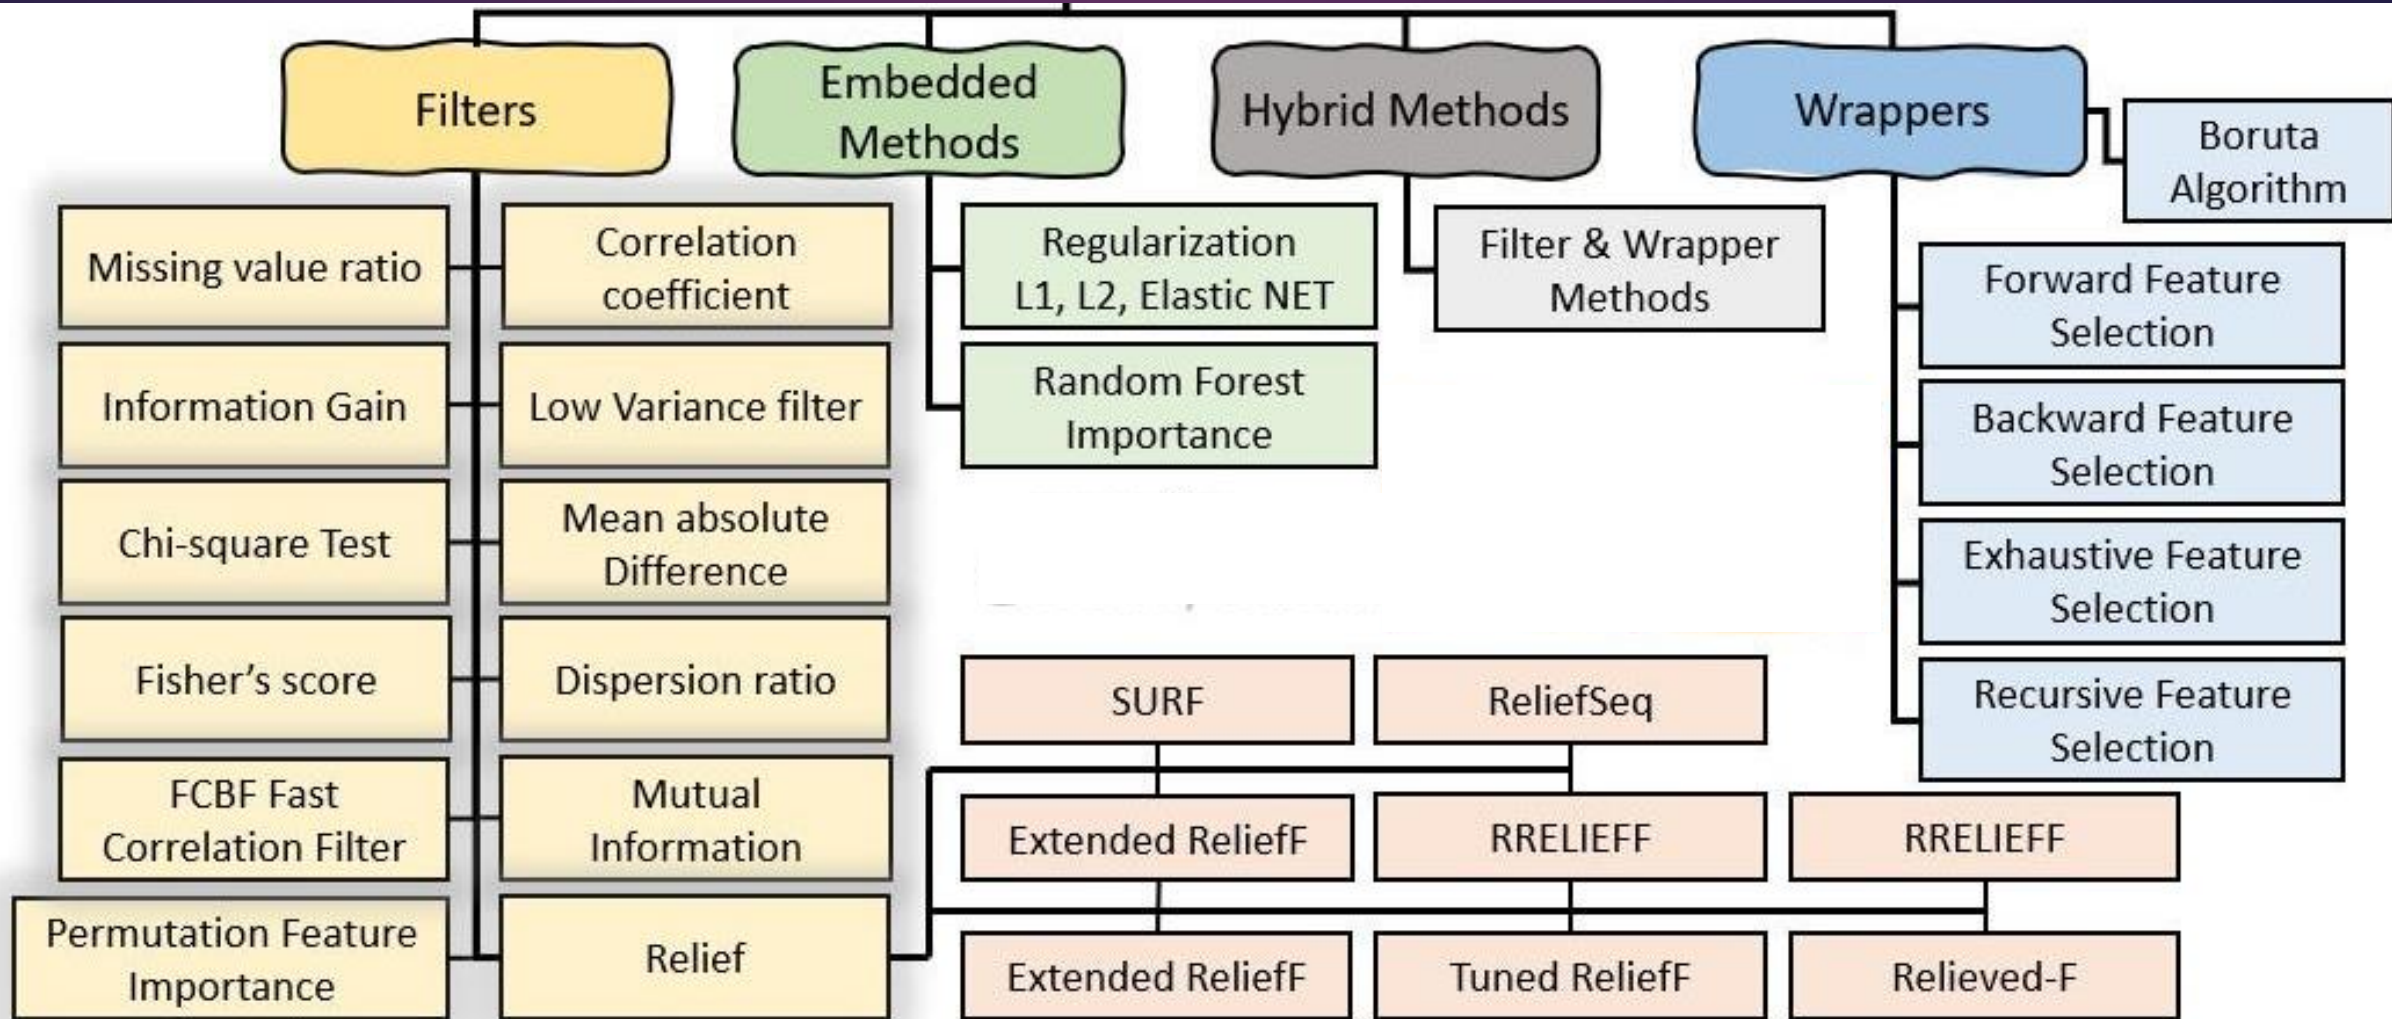 Filters
Embedded
Methods
Hybrid Methods
Wrappers
Boruta
Algorithm
Missing value ratio
Correlation
coefficient
Regularization
L1, L2, Elastic NET
Filter & Wrapper
Methods
Forward Feature
Selection
Information Gain
Low Variance filter
Random Forest
Importance
Backward Feature
Selection
Chi-square Test
Mean absolute
Difference
Exhaustive Feature
Selection
Fisher’s score
Dispersion ratio
SURF
ReliefSeq
Recursive Feature
Selection
FCBF Fast
Correlation Filter
Mutual
Information
Extended ReliefF
RRELIEFF
RRELIEFF
Permutation Feature
Importance
Relief
Extended ReliefF
Tuned ReliefF
Relieved-F